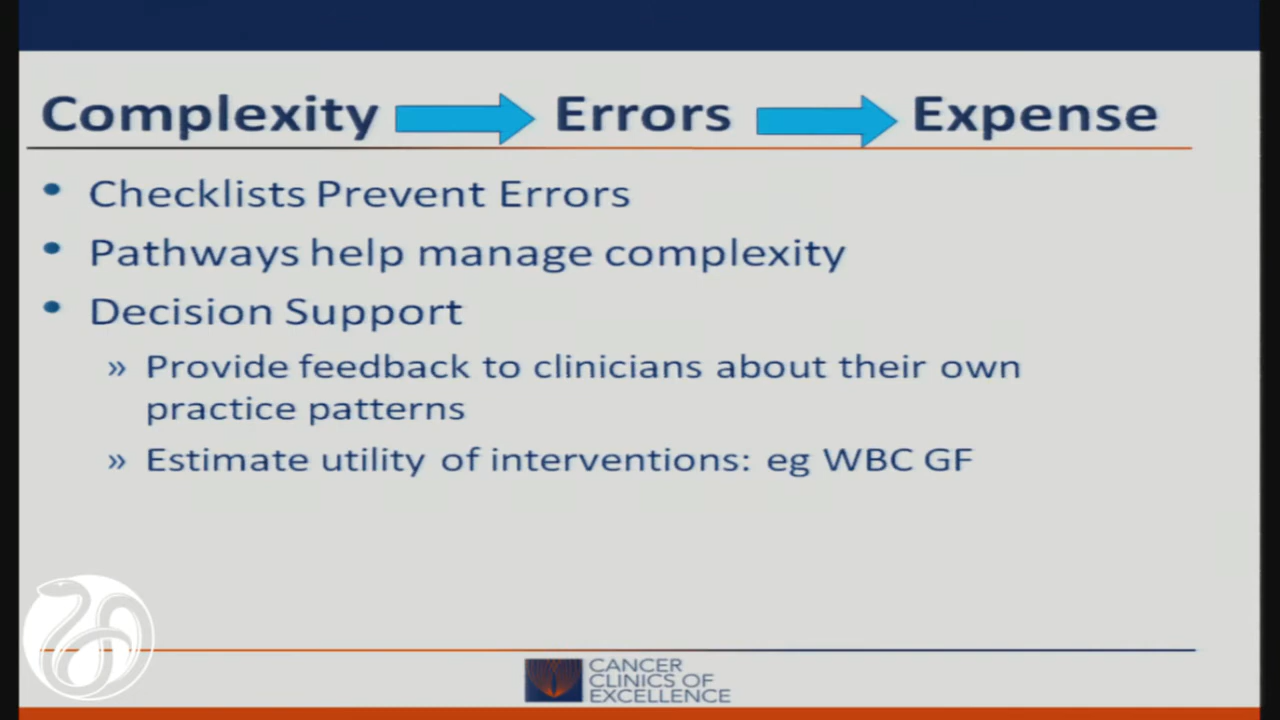 Complexity Errors Expense
• Checklists Prevent Errors
• Pathways help manage complexity
• Decision Support
» Provide feedback to clinicians about their own
practice patterns
» Estimate utility of interventions: eg WBC GF
CANCER
CLINICS OF
EXCELLENCE